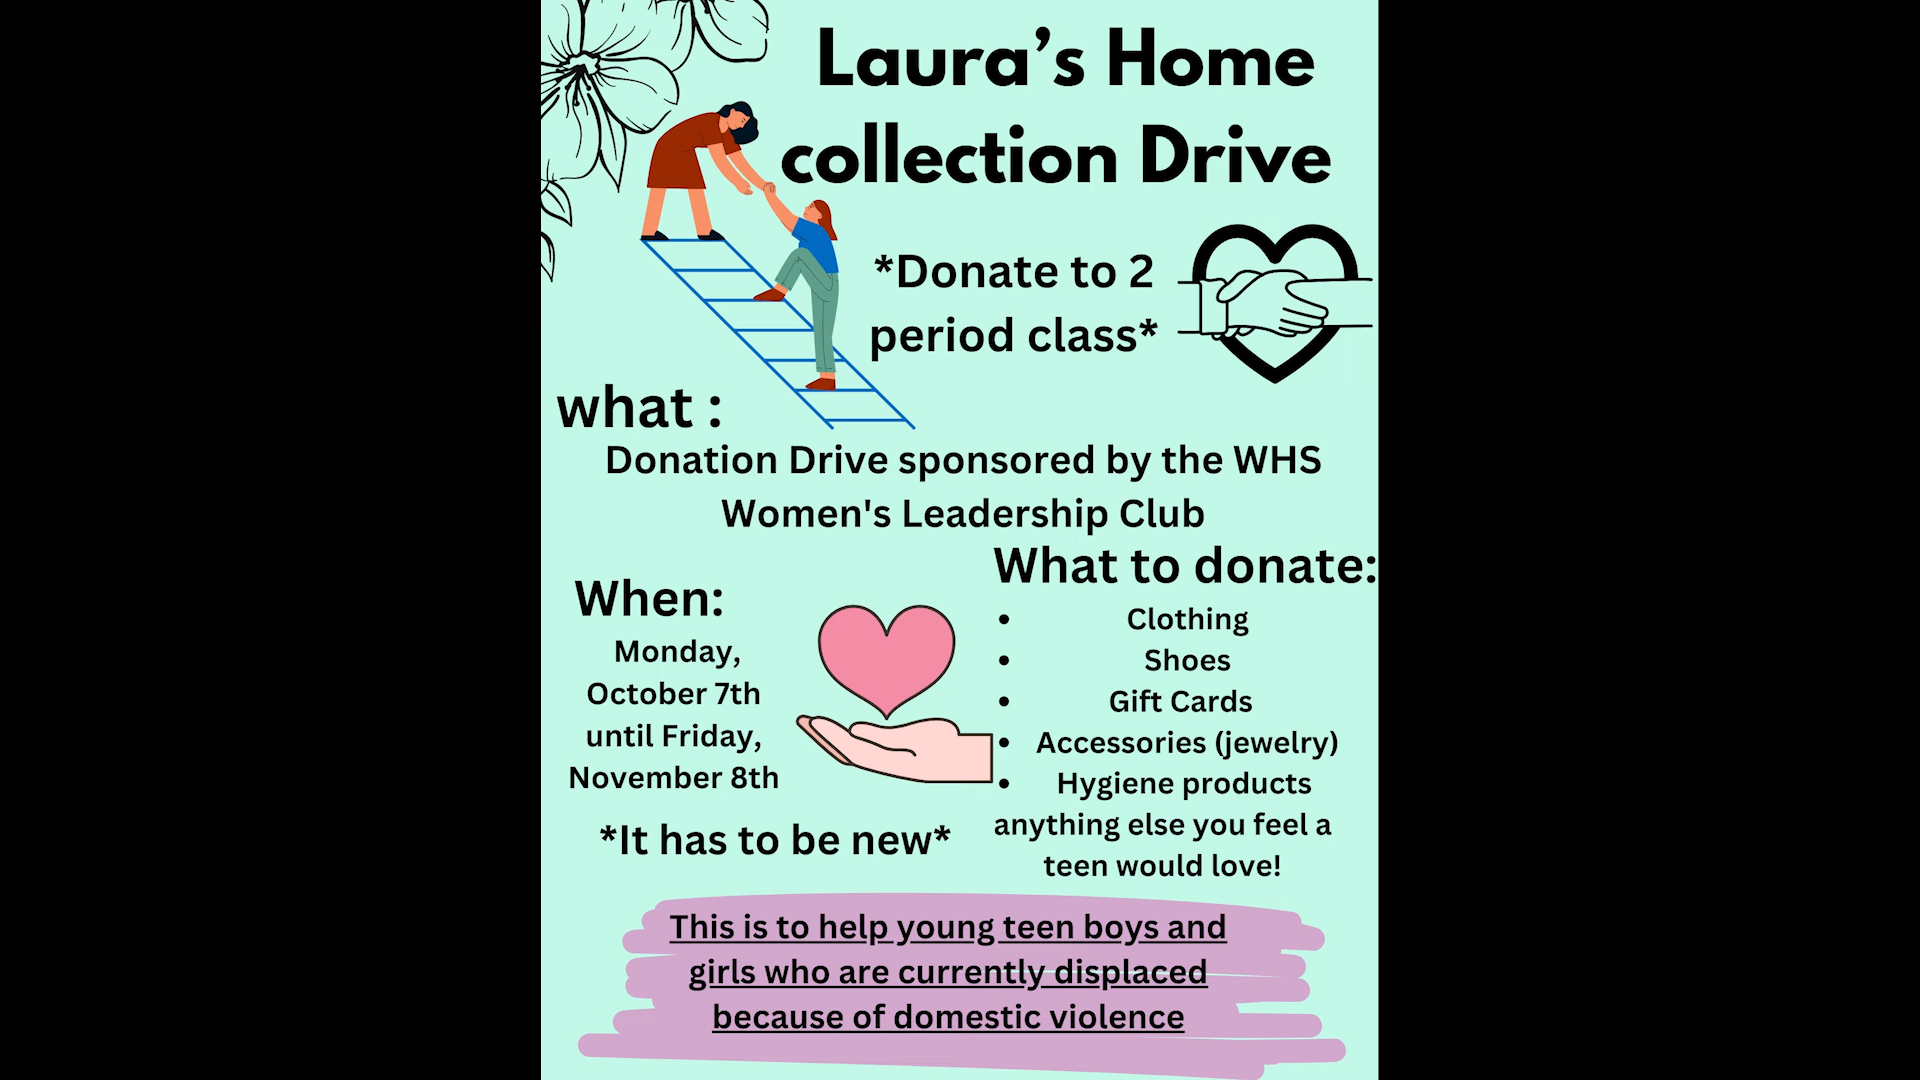 Laura’s Home
collection Drive
*Donate to 2
period class*
what :
Donation Drive sponsored by the WHS
Women's Leadership Club
When:
Monday,
October 7th
until Friday,
November 8th
*It has to be new*
What to donate:
• Clothing
• Shoes
• Gift Cards
• Accessories (jewelry)
• Hygiene products
anything else you feel a
teen would love!
This is to help young teen boys and
girls who are currently displaced
because of domestic violence